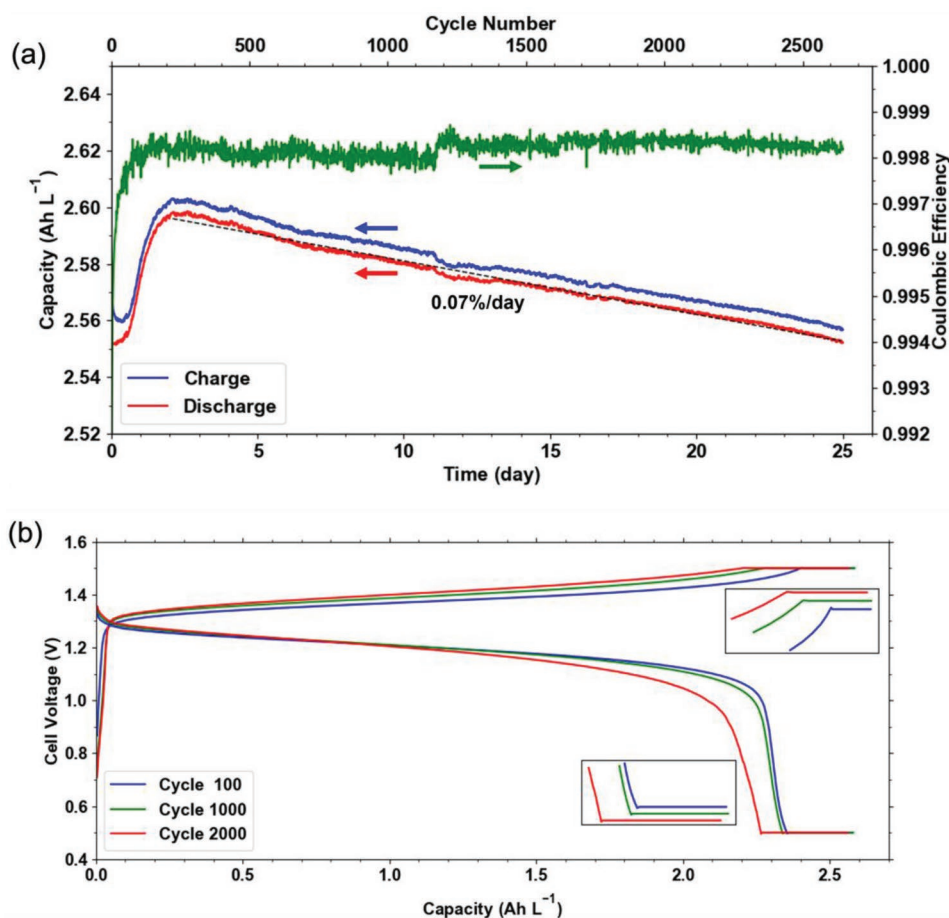 (a)
Cycle Number
0 500 1000 1500 2000 2500
2.64
2.62
2.60
2.58
2.56
2.54
2.52
Capacity (Ah L⁻¹)
1.000
0.999
0.998
0.997
0.996
0.995
0.994
0.993
0.992
Coulombic Efficiency
0.07%/day
Charge
Discharge
0 5 10 15 20 25
Time (day)
(b)
1.6
1.4
1.2
1.0
0.8
0.6
0.4
Cell Voltage (V)
Cycle 100
Cycle 1000
Cycle 2000
0.0 0.5 1.0 1.5 2.0 2.5
Capacity (Ah L⁻¹)